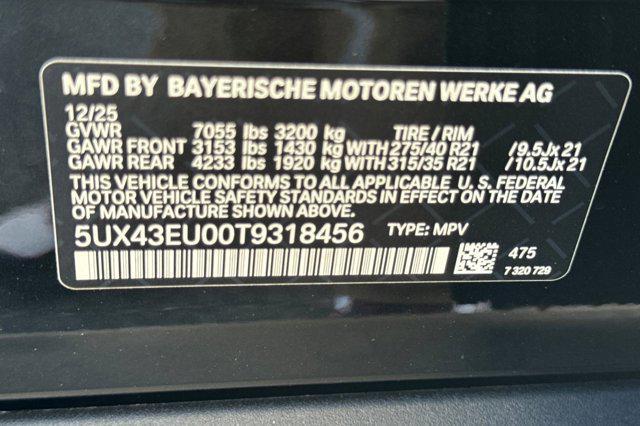 MFD BY BAYERISCHE MOTOREN WERKE AG
12/25
GVWR 7055 lbs 3200 kg TIRE / RIM
GAWR FRONT 3153 lbs 1430 kg WITH 275/40 R21 / 9.5Jx 21
GAWR REAR 4233 lbs 1920 kg WITH 315/35 R21 / 10.5Jx 21
THIS VEHICLE CONFORMS TO ALL APPLICABLE U. S. FEDERAL
MOTOR VEHICLE SAFETY STANDARDS IN EFFECT ON THE DATE
OF MANUFACTURE SHOWN ABOVE.
5UX43EU00T9318456 TYPE: MPV
475
7 320 729